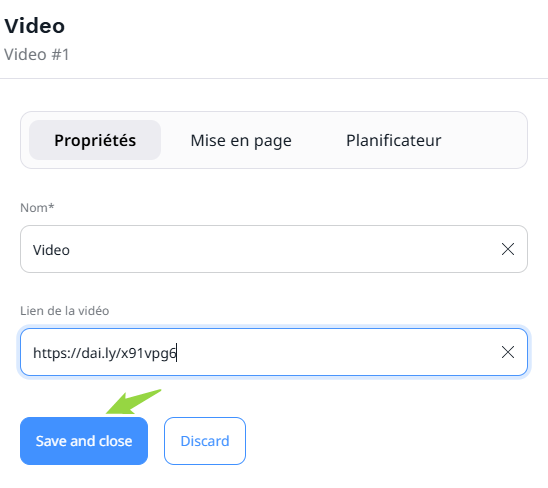 Video
Video #1
Propriétés Mise en page Planificateur
Nom*
Video
Lien de la vidéo
https://dai.ly/x91vpg6
Save and close Discard